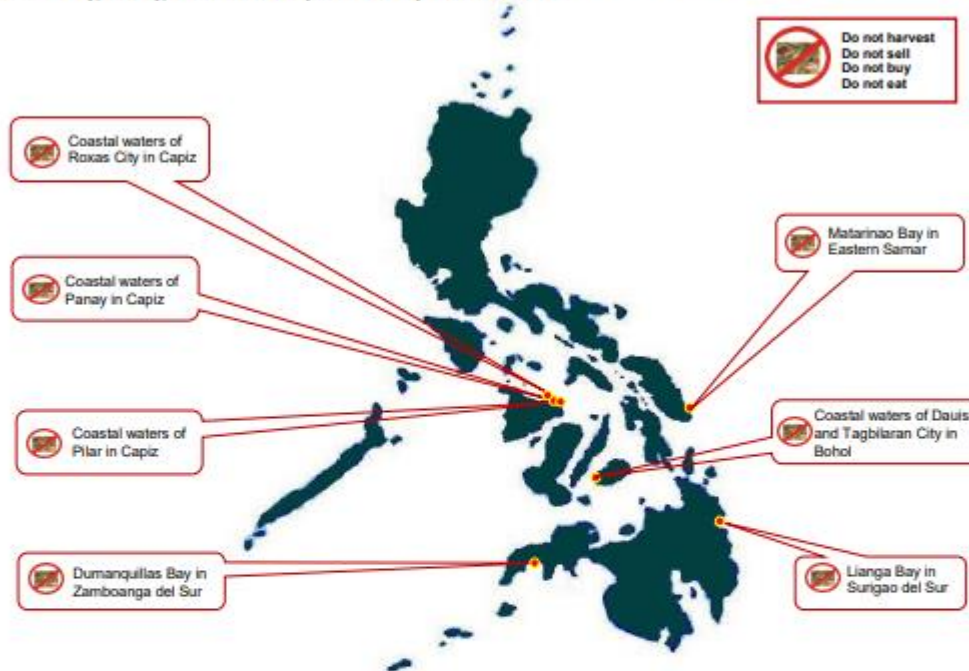 Do not harvest
Do not sell
Do not buy
Do not eat
Coastal waters of
Roxas City in Capiz
Matarinao Bay in
Eastern Samar
Coastal waters of
Panay in Capiz
Coastal waters of Dauis
and Tagbilaran City in
Bohol
Coastal waters of
Pilar in Capiz
Dumanquillas Bay in
Zamboanga del Sur
Lianga Bay in
Surigao del Sur